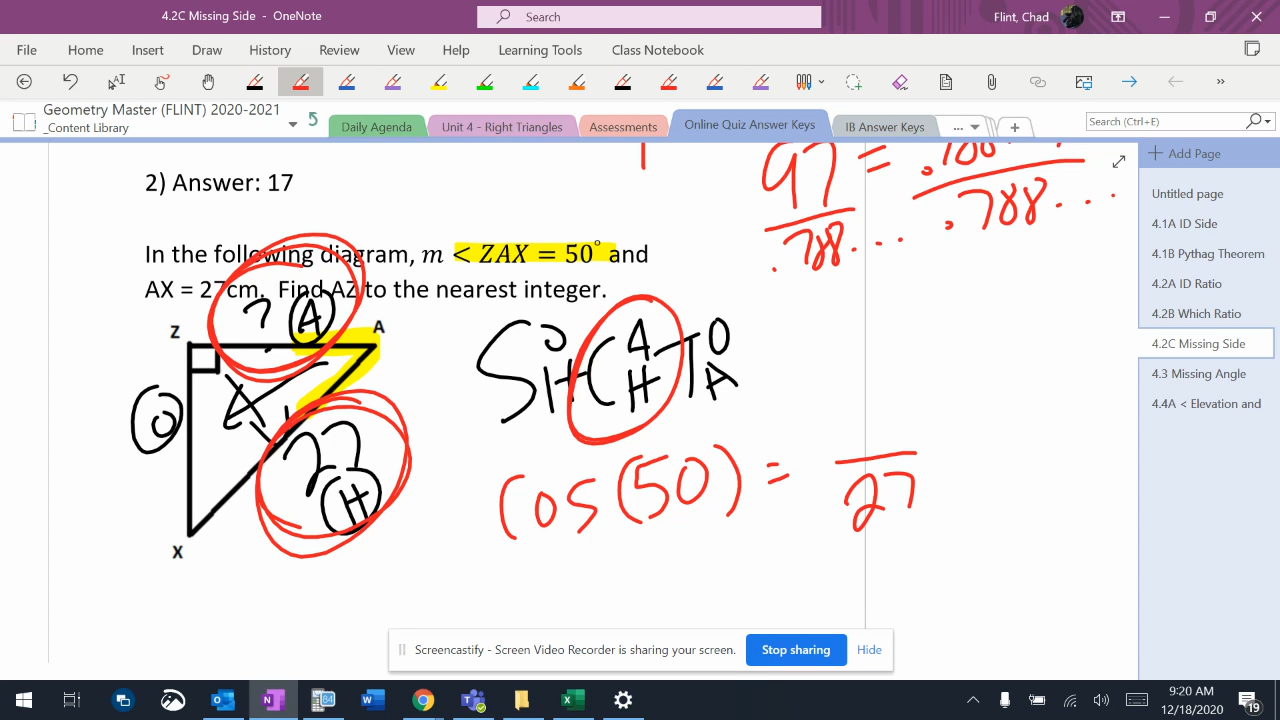 4.2C Missing Side - OneNote
Search
Flint, Chad
File Home Insert Draw History Review View Help Learning Tools Class Notebook
Geometry Master (FLINT) 2020-2021
_Content Library
Daily Agenda
Unit 4 - Right Triangles
Assessments
Online Quiz Answer Keys
IB Answer Keys
...
Search (Ctrl+E)
Add Page
Untitled page
4.1A ID Side
4.1B Pythag Theorem
4.2A ID Ratio
4.2B Which Ratio
4.2C Missing Side
4.3 Missing Angle
4.4A < Elevation and
97 = .788
.788... .788...
2) Answer: 17
In the following diagram, m < ZAX = 50° and
AX = 27cm. Find AZ to the nearest integer.
? A
Z A
O X 27
H
X
S O H C A H T O A
cos(50) = 27
Screencastify - Screen Video Recorder is sharing your screen.
Stop sharing
Hide
84
9:20 AM
12/18/2020
19